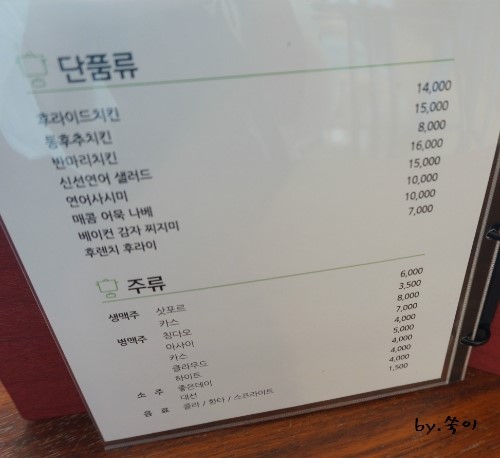 단품류
후라이드치킨 14,000
통후추치킨 15,000
반마리치킨 8,000
신선연어 샐러드 16,000
연어사시미 15,000
매콤 어묵 나베 10,000
베이컨 감자 찌지미 10,000
후렌치 후라이 7,000
주류
생맥주 삿포르 6,000
카스 3,500
병맥주 칭다오 8,000
아사이 7,000
카스 4,000
클라우드 5,000
하이트 4,000
소 주 좋은데이 4,000
대선 4,000
음 료 콜라 / 환타 / 스프라이트 1,500
by.쑥이